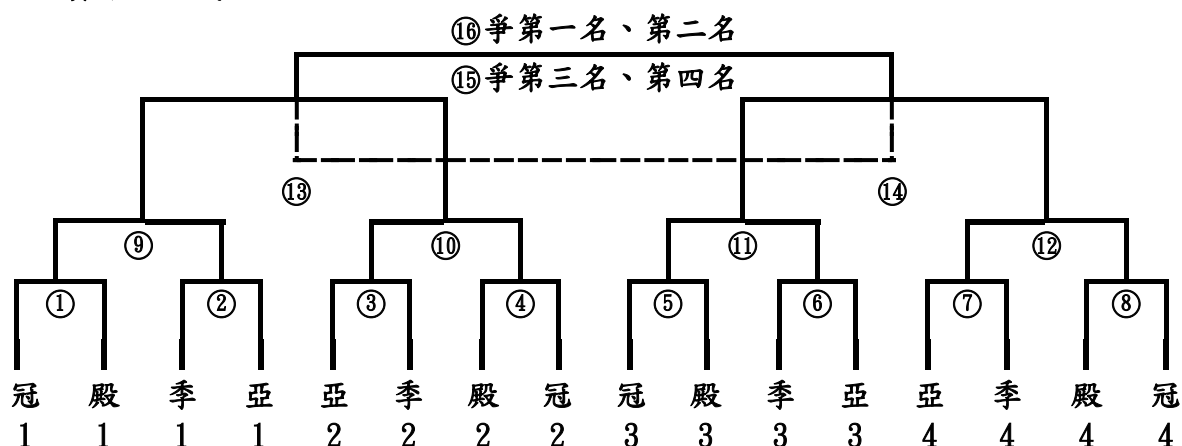 ⑯爭第一名、第二名
⑮爭第三名、第四名
⑬ ⑭
⑨ ⑩ ⑪ ⑫
① ② ③ ④ ⑤ ⑥ ⑦ ⑧
冠 殿 季 亞 亞 季 殿 冠 冠 殿 季 亞 亞 季 殿 冠
1 1 1 1 2 2 2 2 3 3 3 3 4 4 4 4